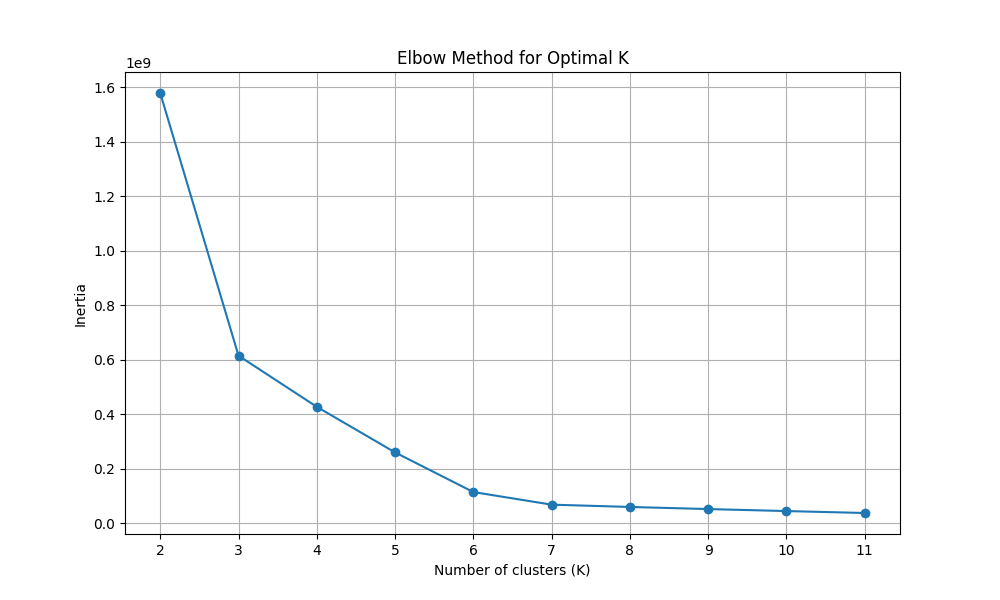 Elbow Method for Optimal K
1e9
1.6
1.4
1.2
1.0
0.8
0.6
0.4
0.2
0.0
Inertia
2 3 4 5 6 7 8 9 10 11
Number of clusters (K)